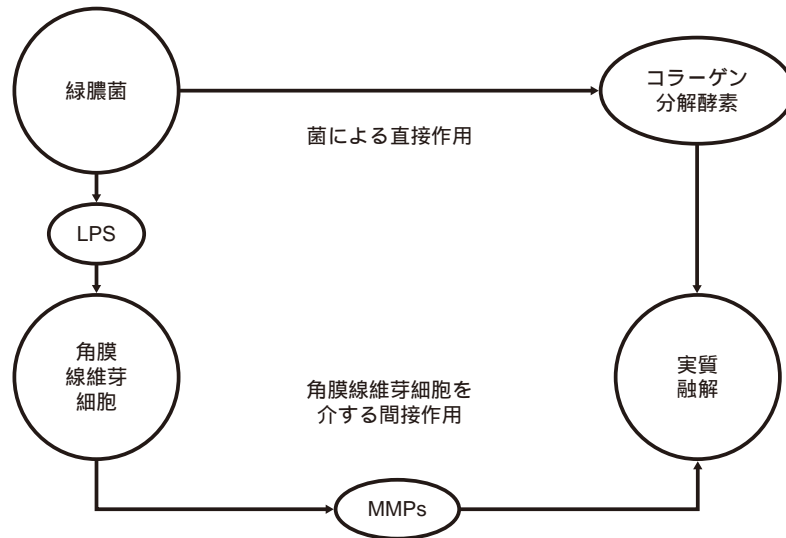 緑膿菌
コラーゲン
分解酵素
菌による直接作用
LPS
角膜
線維芽
細胞
角膜線維芽細胞を
介する間接作用
実質
融解
MMPs